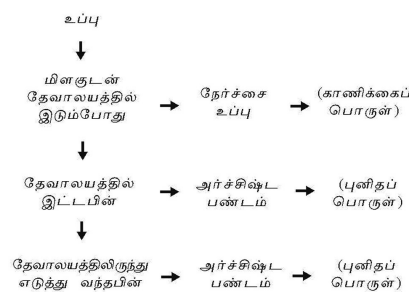 உப்பு
மிளகுடன்
தேவாலயத்தில்
இடும்போது
நேர்ச்சை
உப்பு
(காணிக்கைப்
பொருள்)
தேவாலயத்தில்
இட்டபின்
அர்ச்சிஷ்ட
பண்டம்
(புனிதப்
பொருள்)
தேவாலயத்திலிருந்து
எடுத்து வந்தபின்
அர்ச்சிஷ்ட
பண்டம்
(புனிதப்
பொருள்)